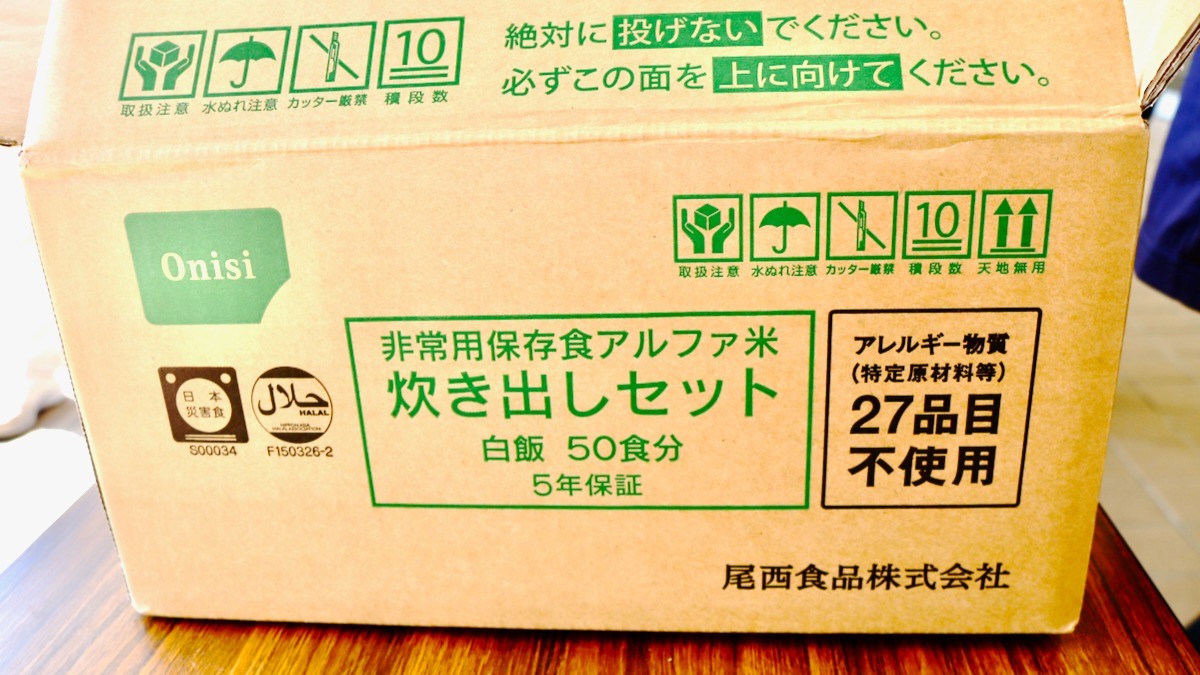 絶対に投げないでください。
必ずこの面を上に向けてください。
10
取扱注意 水ぬれ注意 カッター厳禁 積段数
Onisi
10
取扱注意 水ぬれ注意 カッター厳禁 積段数 天地無用
日本
災害食
S00034
حلال
HALAL
NIPPON ASIA
HALAL ASSOCIATION
F150326-2
非常用保存食アルファ米
炊き出しセット
白飯 50食分
5年保証
アレルギー物質
(特定原材料等)
27品目
不使用
尾西食品株式会社